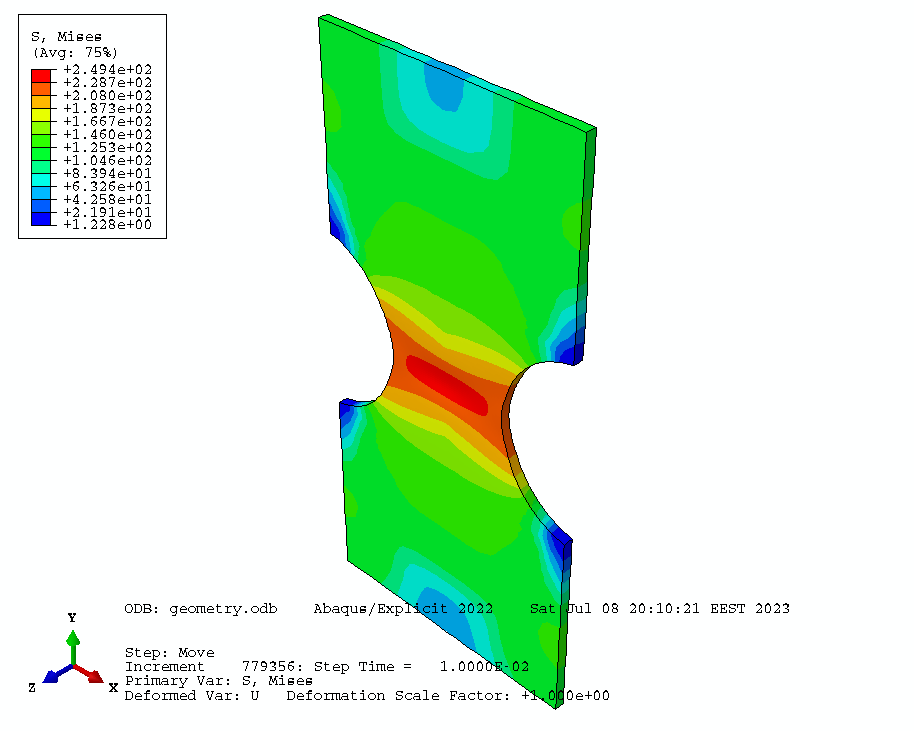 S, Mises
(Avg: 75%)
+2.494e+02
+2.287e+02
+2.080e+02
+1.873e+02
+1.667e+02
+1.460e+02
+1.253e+02
+1.046e+02
+8.394e+01
+6.326e+01
+4.258e+01
+2.191e+01
+1.228e+00
ODB: geometry.odb    Abaqus/Explicit 2022    Sat Jul 08 20:10:21 EEST 2023
Y
Z
X
Step: Move
Increment    779356: Step Time =   1.0000E-02
Primary Var: S, Mises
Deformed Var: U   Deformation Scale Factor: +1.000e+00